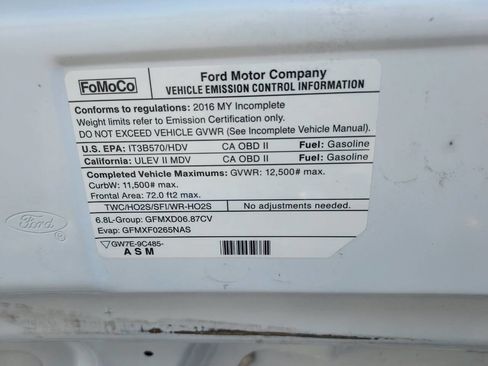 FoMoCo
Ford Motor Company
VEHICLE EMISSION CONTROL INFORMATION
Conforms to regulations: 2016 MY Incomplete
Weight limits refer to Emission Certification only.
DO NOT EXCEED VEHICLE GVWR (See Incomplete Vehicle Manual).
U.S. EPA: IT3B570/HDV CA OBD II Fuel: Gasoline
California: ULEV II MDV CA OBD II Fuel: Gasoline
Completed Vehicle Maximums: GVWR: 12,500# max.
CurbW: 11,500# max.
Frontal Area: 72.0 ft2 max.
TWC/HO2S/SFI/WR-HO2S No adjustments needed.
6.8L-Group: GFMXD06.87CV
Evap: GFMXF0265NAS
GW7E-9C485-
ASM
Ford